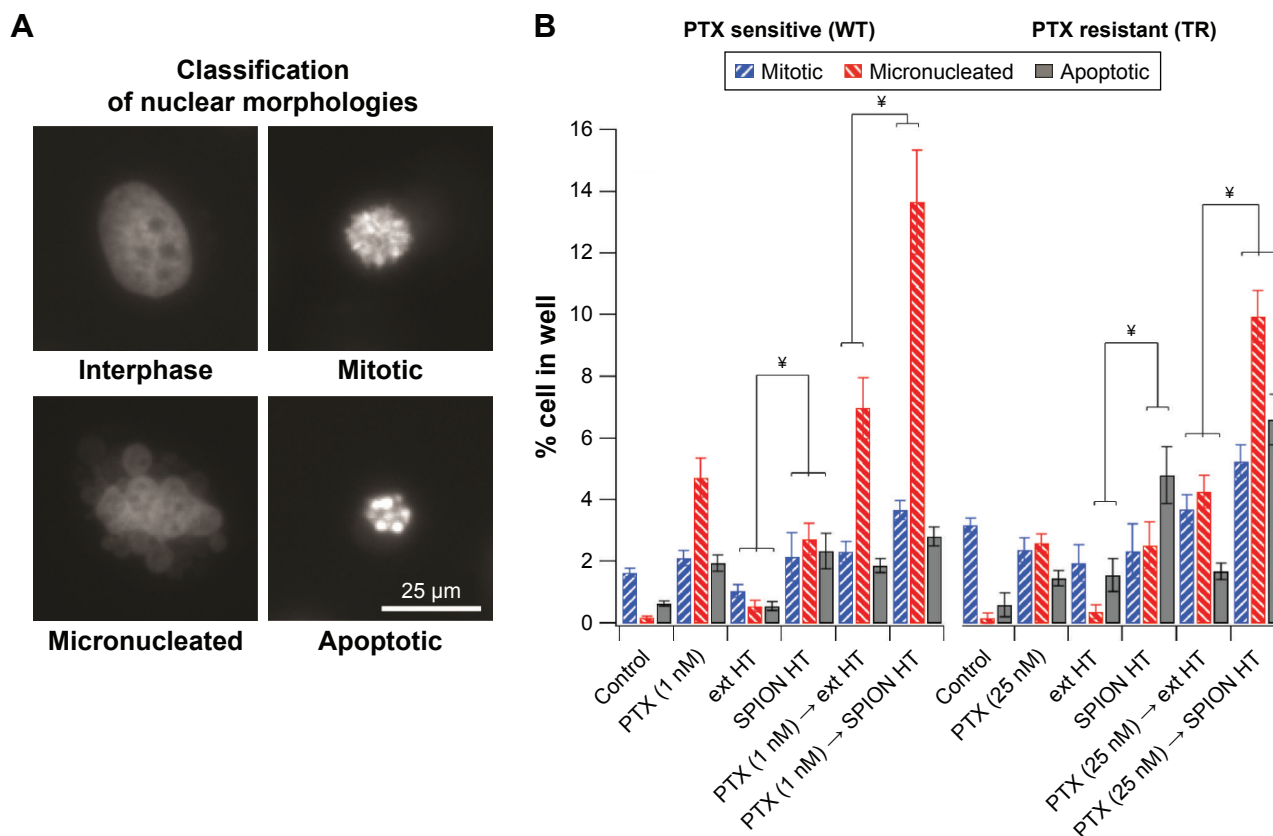 A
Classification
of nuclear morphologies
Interphase
Mitotic
Micronucleated
Apoptotic
25 µm
B
PTX sensitive (WT)
PTX resistant (TR)
Mitotic
Micronucleated
Apoptotic
% cell in well
16
14
12
10
8
6
4
2
0
¥
¥
¥
¥
Control
PTX (1 nM)
ext HT
SPION HT
PTX (1 nM) → ext HT
PTX (1 nM) → SPION HT
Control
PTX (25 nM)
ext HT
SPION HT
PTX (25 nM) → ext HT
PTX (25 nM) → SPION HT